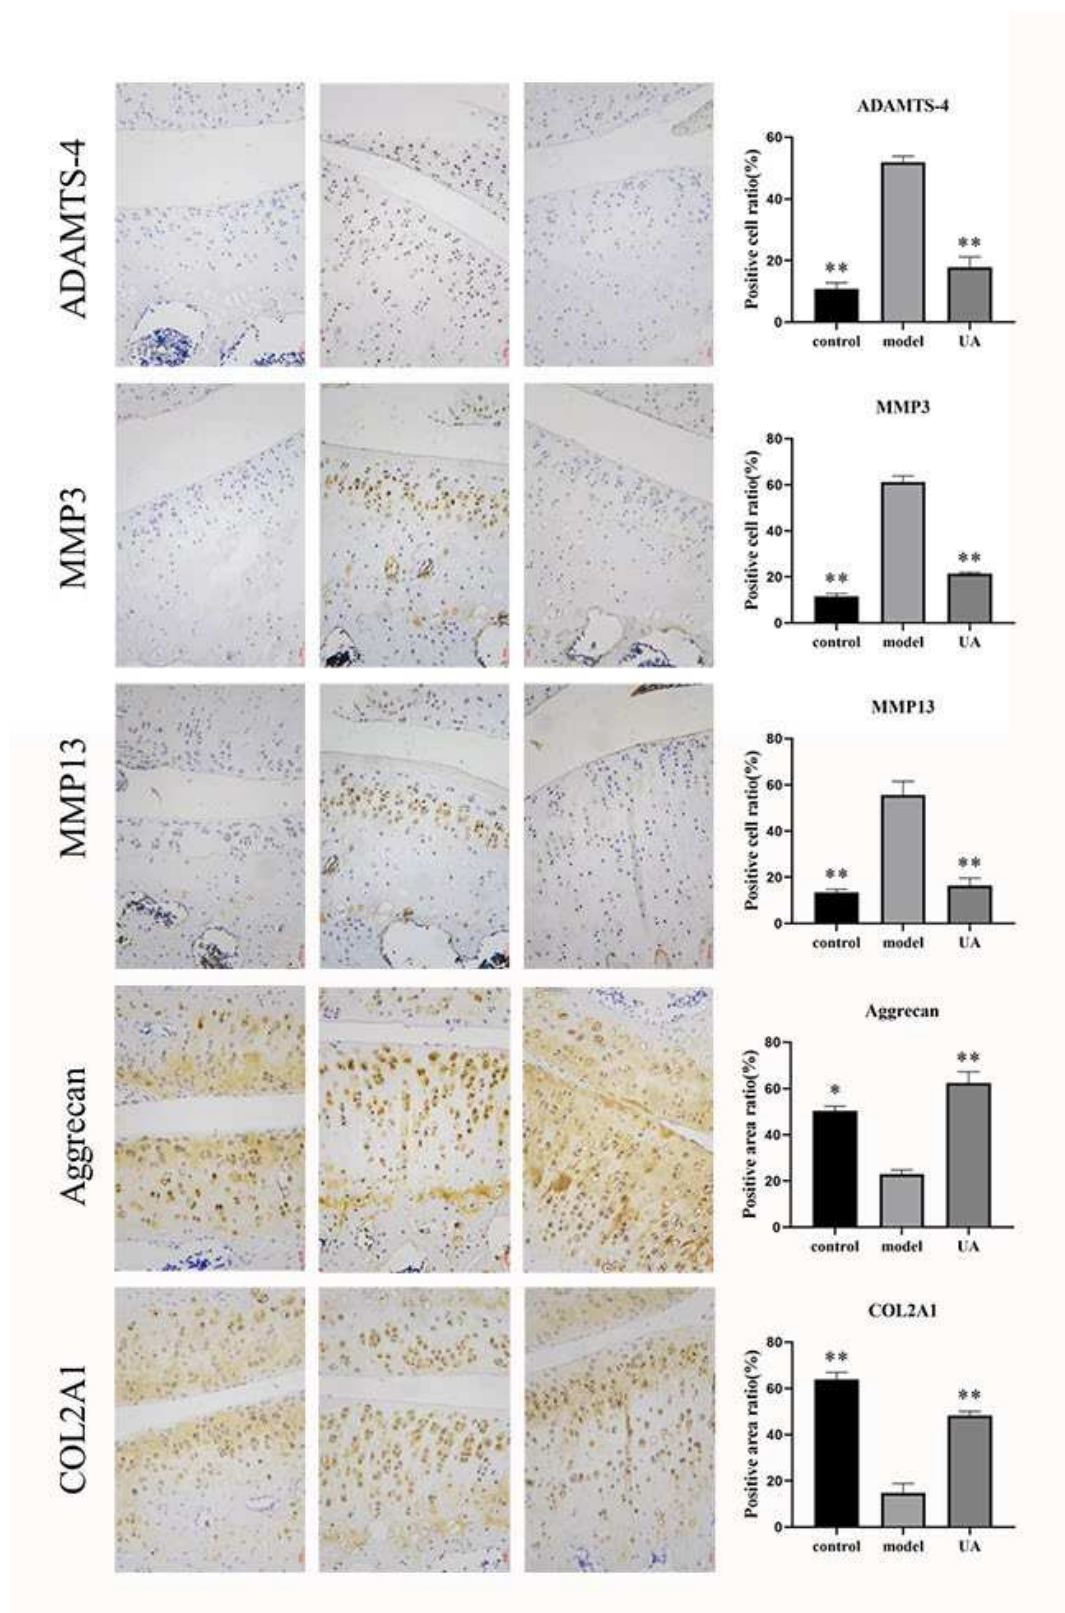 ADAMTS-4
ADAMTS-4
Positive cell ratio(%)
60
40
20
0
**
**
control model UA
MMP3
MMP3
Positive cell ratio(%)
80
60
40
20
0
**
**
control model UA
MMP13
MMP13
Positive cell ratio(%)
80
60
40
20
0
**
**
control model UA
Aggrecan
Aggrecan
Positive area ratio(%)
80
60
40
20
0
*
**
control model UA
COL2A1
COL2A1
Positive area ratio(%)
80
60
40
20
0
**
**
control model UA